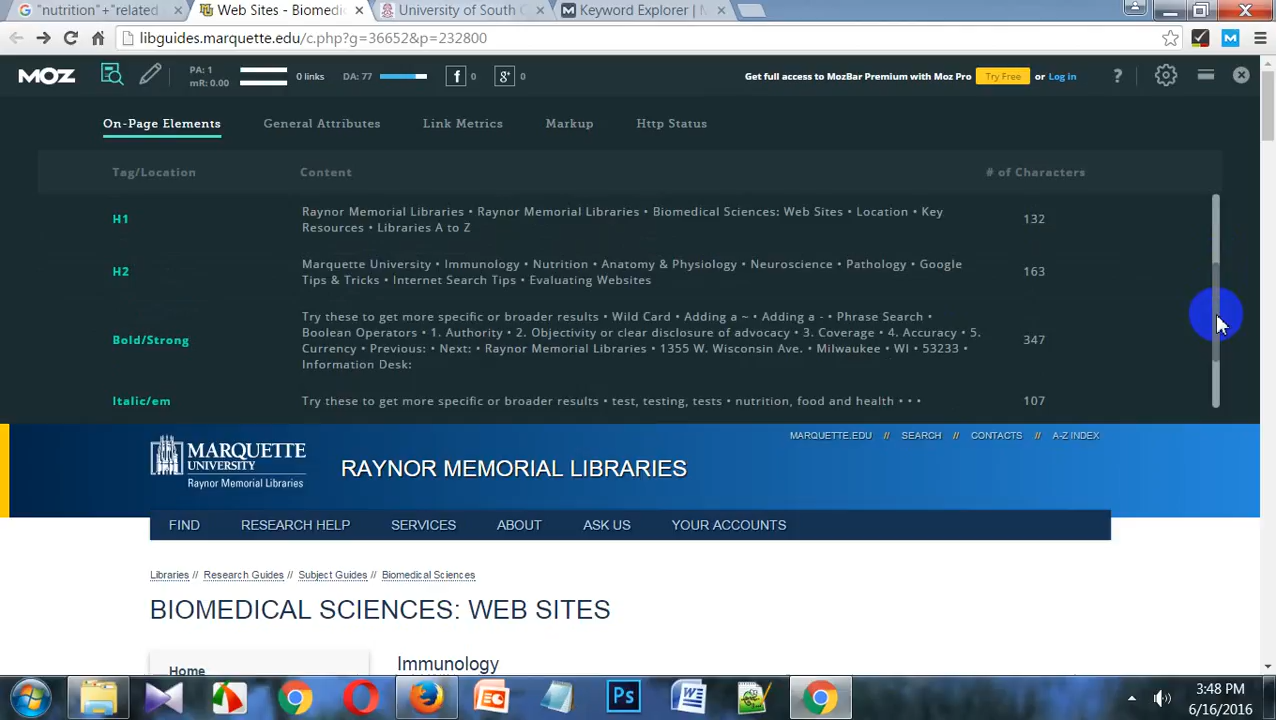 "nutrition"+"related
Web Sites - Biomedic
University of South C
Keyword Explorer | M
libguides.marquette.edu/c.php?g=36652&p=232800
MOZ
PA: 1
mR: 0.00
0 links
DA: 77
f 0
g+ 0
Get full access to MozBar Premium with Moz Pro Try Free or Log in
?
On-Page Elements General Attributes Link Metrics Markup Http Status
Tag/Location Content # of Characters
H1
Raynor Memorial Libraries • Raynor Memorial Libraries • Biomedical Sciences: Web Sites • Location • Key
Resources • Libraries A to Z
132
H2
Marquette University • Immunology • Nutrition • Anatomy & Physiology • Neuroscience • Pathology • Google
Tips & Tricks • Internet Search Tips • Evaluating Websites
163
Bold/Strong
Try these to get more specific or broader results • Wild Card • Adding a ~ • Adding a - • Phrase Search •
Boolean Operators • 1. Authority • 2. Objectivity or clear disclosure of advocacy • 3. Coverage • 4. Accuracy • 5.
Currency • Previous: • Next: • Raynor Memorial Libraries • 1355 W. Wisconsin Ave. • Milwaukee • WI • 53233 •
Information Desk:
347
Italic/em
Try these to get more specific or broader results • test, testing, tests • nutrition, food and health • • •
107
MARQUETTE.EDU // SEARCH // CONTACTS // A-Z INDEX
MARQUETTE
UNIVERSITY
Raynor Memorial Libraries
RAYNOR MEMORIAL LIBRARIES
FIND RESEARCH HELP SERVICES ABOUT ASK US YOUR ACCOUNTS
Libraries // Research Guides // Subject Guides // Biomedical Sciences
BIOMEDICAL SCIENCES: WEB SITES
Home
Immunology
Ps
3:48 PM
6/16/2016